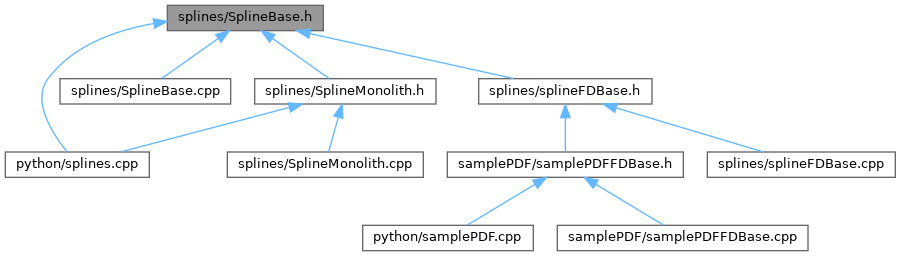 splines/SplineBase.h
splines/SplineBase.cpp
splines/SplineMonolith.h
splines/splineFDBase.h
python/splines.cpp
splines/SplineMonolith.cpp
samplePDF/samplePDFFDBase.h
splines/splineFDBase.cpp
python/samplePDF.cpp
samplePDF/samplePDFFDBase.cpp